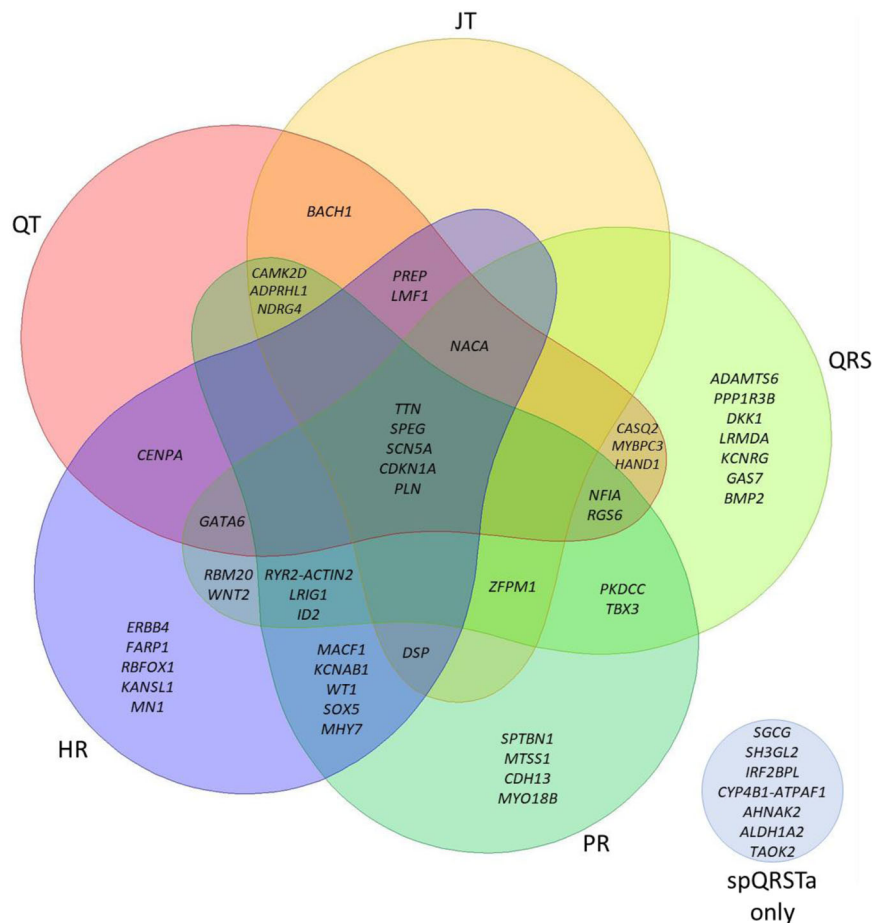 JT
QT
BACH1
CAMK2D
ADPRHL1
NDRG4
PREP
LMF1
NACA
QRS
ADAMTS6
PPP1R3B
DKK1
LRMDA
KCNRG
GAS7
BMP2
TTN
SPEG
SCN5A
CDKN1A
PLN
CASQ2
MYBPC3
HAND1
CENPA
NFIA
RGS6
GATA6
RBM20
WNT2
RYR2-ACTIN2
LRIG1
ID2
ZFPM1
PKDCC
TBX3
ERBB4
FARP1
RBFOX1
KANSL1
MN1
MACF1
KCNAB1
WT1
SOX5
MHY7
DSP
HR
SPTBN1
MTSS1
CDH13
MYO18B
PR
SGCG
SH3GL2
IRF2BPL
CYP4B1-ATPAF1
AHNAK2
ALDH1A2
TAOK2
spQRSTa
only